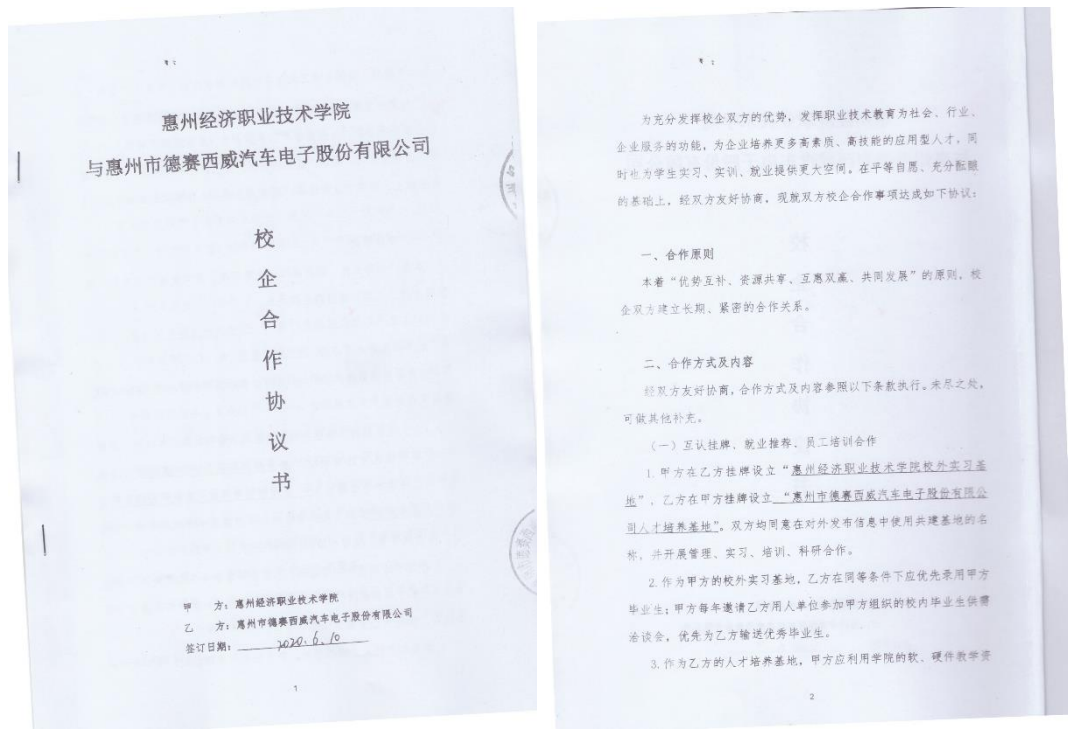 惠州经济职业技术学院
与惠州市德赛西威汽车电子股份有限公司
校
企
合
作
协
议
书
甲 方：惠州经济职业技术学院
乙 方：惠州市德赛西威汽车电子股份有限公司
签订日期：2020.6.10
1
为充分发挥校企双方的优势，发挥职业技术教育为社会、行业、
企业服务的功能，为企业培养更多高素质、高技能的应用型人才，同
时也为学生实习、实训、就业提供更大空间。在平等自愿、充分酝酿
的基础上，经双方友好协商，现就双方校企合作事项达成如下协议：
一、合作原则
本着“优势互补、资源共享、互惠双赢、共同发展”的原则，校
企双方建立长期、紧密的合作关系。
二、合作方式及内容
经双方友好协商，合作方式及内容参照以下条款执行。未尽之处，
可做其他补充。
（一）互认挂牌、就业推荐、员工培训合作
1.甲方在乙方挂牌设立“惠州经济职业技术学院校外实习基
地”，乙方在甲方挂牌设立“惠州市德赛西威汽车电子股份有限公
司人才培养基地”。双方均同意在对外发布信息中使用共建基地的名
称，并开展管理、实习、培训、科研合作。
2.作为甲方的校外实习基地，乙方在同等条件下应优先录用甲方
毕业生；甲方每年邀请乙方用人单位参加甲方组织的校内毕业生供需
洽谈会，优先为乙方输送优秀毕业生。
3.作为乙方的人才培养基地，甲方应利用学院的软、硬件教学资
2